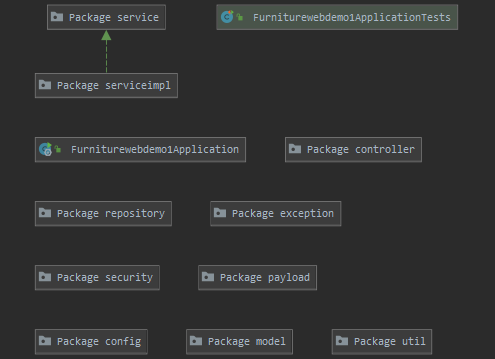 Package service
Furniturewebdemo1ApplicationTests
Package serviceimpl
Furniturewebdemo1Application
Package controller
Package repository
Package exception
Package security
Package payload
Package config
Package model
Package util